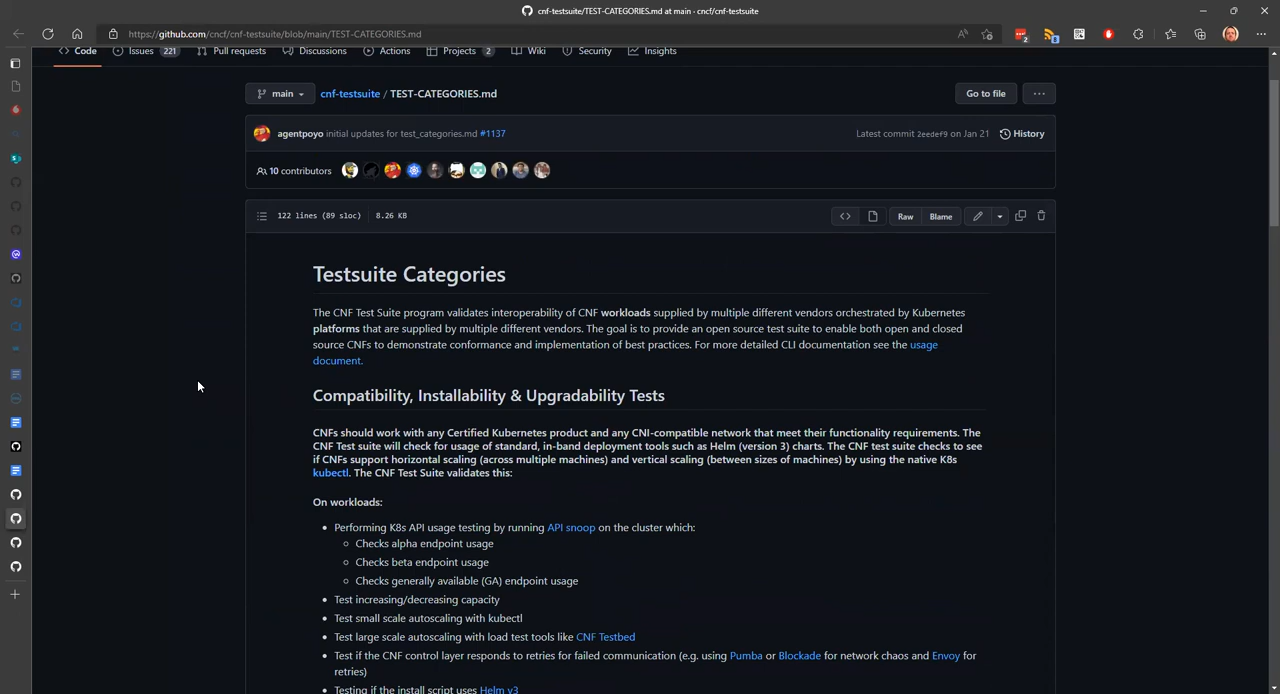 cnf-testsuite/TEST-CATEGORIES.md at main · cncf/cnf-testsuite
https://github.com/cncf/cnf-testsuite/blob/main/TEST-CATEGORIES.md
Code Issues 221 Pull requests Discussions Actions Projects 2 Wiki Security Insights
main cnf-testsuite / TEST-CATEGORIES.md Go to file ...
agentpoyo initial updates for test_categories.md #1137 Latest commit 2eedef9 on Jan 21 History
10 contributors
122 lines (89 sloc) 8.26 KB Raw Blame
Testsuite Categories
The CNF Test Suite program validates interoperability of CNF workloads supplied by multiple different vendors orchestrated by Kubernetes
platforms that are supplied by multiple different vendors. The goal is to provide an open source test suite to enable both open and closed
source CNFs to demonstrate conformance and implementation of best practices. For more detailed CLI documentation see the usage
document.
Compatibility, Installability & Upgradability Tests
CNFs should work with any Certified Kubernetes product and any CNI-compatible network that meet their functionality requirements. The
CNF Test suite will check for usage of standard, in-band deployment tools such as Helm (version 3) charts. The CNF test suite checks to see
if CNFs support horizontal scaling (across multiple machines) and vertical scaling (between sizes of machines) by using the native K8s
kubectl. The CNF Test Suite validates this:
On workloads:
• Performing K8s API usage testing by running API snoop on the cluster which:
○ Checks alpha endpoint usage
○ Checks beta endpoint usage
○ Checks generally available (GA) endpoint usage
• Test increasing/decreasing capacity
• Test small scale autoscaling with kubectl
• Test large scale autoscaling with load test tools like CNF Testbed
• Test if the CNF control layer responds to retries for failed communication (e.g. using Pumba or Blockade for network chaos and Envoy for
retries)
• Testing if the install script uses Helm v3